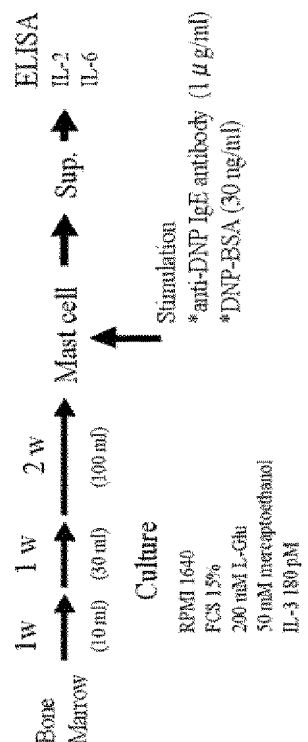 1w 1 w 2 w
Bone
Marrow
Mast cell
Sup.
ELISA
IL-2
IL-6
(10 ml) (30 ml) (100 ml)
Culture
RPMI 1640
FCS 15%
200 mM L-Glu
50 mM mercaptoethanol
IL-3 180 pM
Stimulation
*anti-DNP IgE antibody (1 μg/ml)
*DNP-BSA (30 ng/ml)